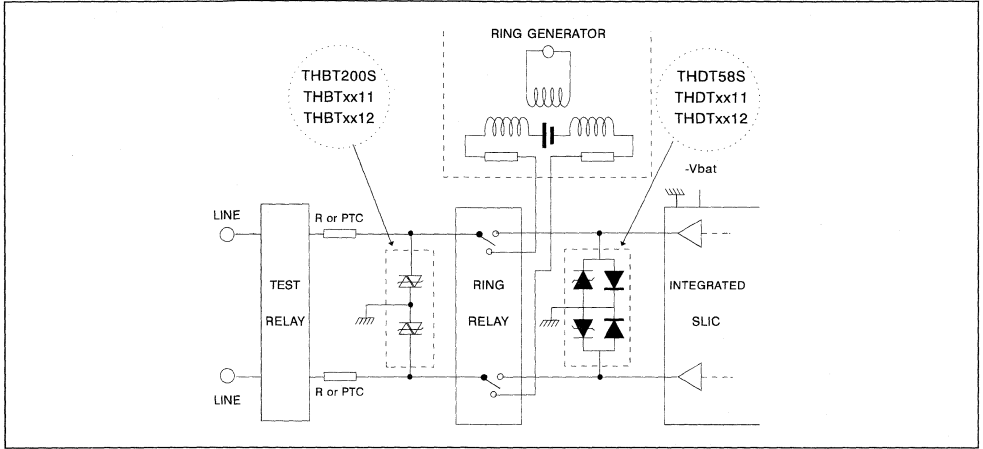 RING GENERATOR
THBT200S
THBTxx11
THBTxx12
THDT58S
THDTxx11
THDTxx12
-Vbat
LINE
R or PTC
TEST
RELAY
RING
RELAY
INTEGRATED
SLIC
LINE
R or PTC